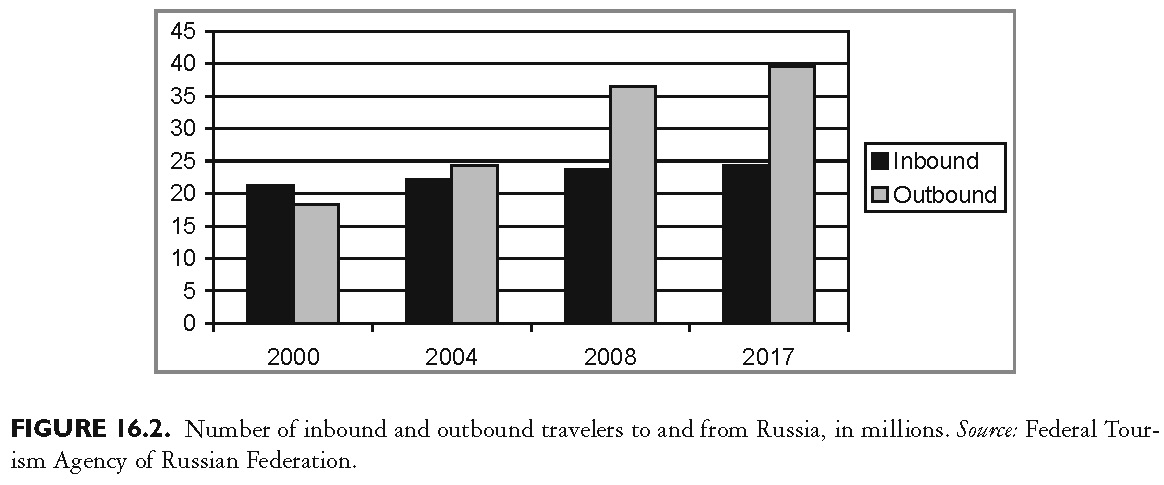 45
40
35
30
25
20
15
10
5
0
2000 2004 2008 2017
Inbound
Outbound
FIGURE 16.2. Number of inbound and outbound travelers to and from Russia, in millions. Source: Federal Tour-
ism Agency of Russian Federation.